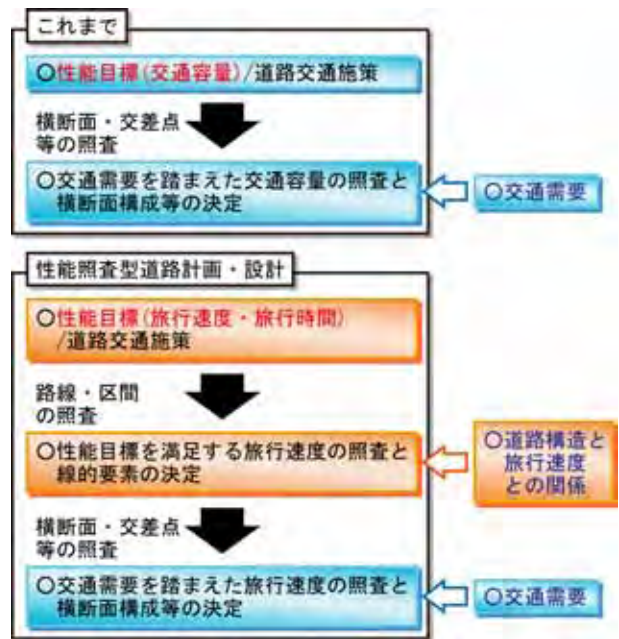 これまで
○性能目標(交通容量)/道路交通施策
横断面・交差点
等の照査
○交通需要を踏まえた交通容量の照査と
横断面構成等の決定
○交通需要
性能照査型道路計画・設計
○性能目標(旅行速度・旅行時間)
/道路交通施策
路線・区間
の照査
○性能目標を満足する旅行速度の照査と
線的要素の決定
○道路構造と
旅行速度
との関係
横断面・交差点
等の照査
○交通需要を踏まえた旅行速度の照査と
横断面構成等の決定
○交通需要